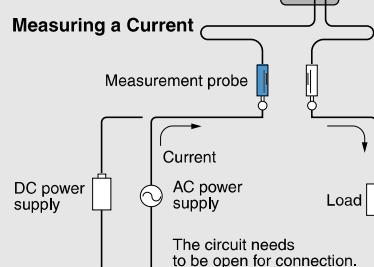 Measuring a Current
Measurement probe
Current
DC power
supply
AC power
supply
Load
The circuit needs
to be open for connection.